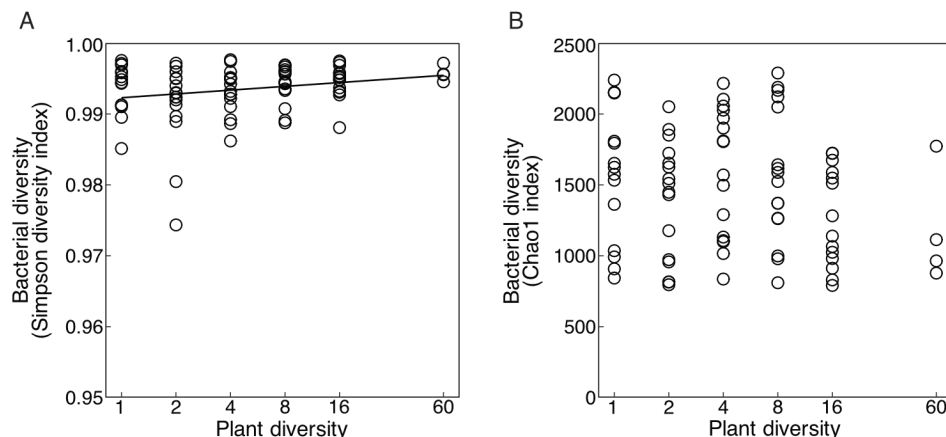 A
Bacterial diversity
(Simpson diversity index)
1.00
0.99
0.98
0.97
0.96
0.95
1 2 4 8 16 60
Plant diversity
B
Bacterial diversity
(Chao1 index)
2500
2000
1500
1000
500
0
1 2 4 8 16 60
Plant diversity